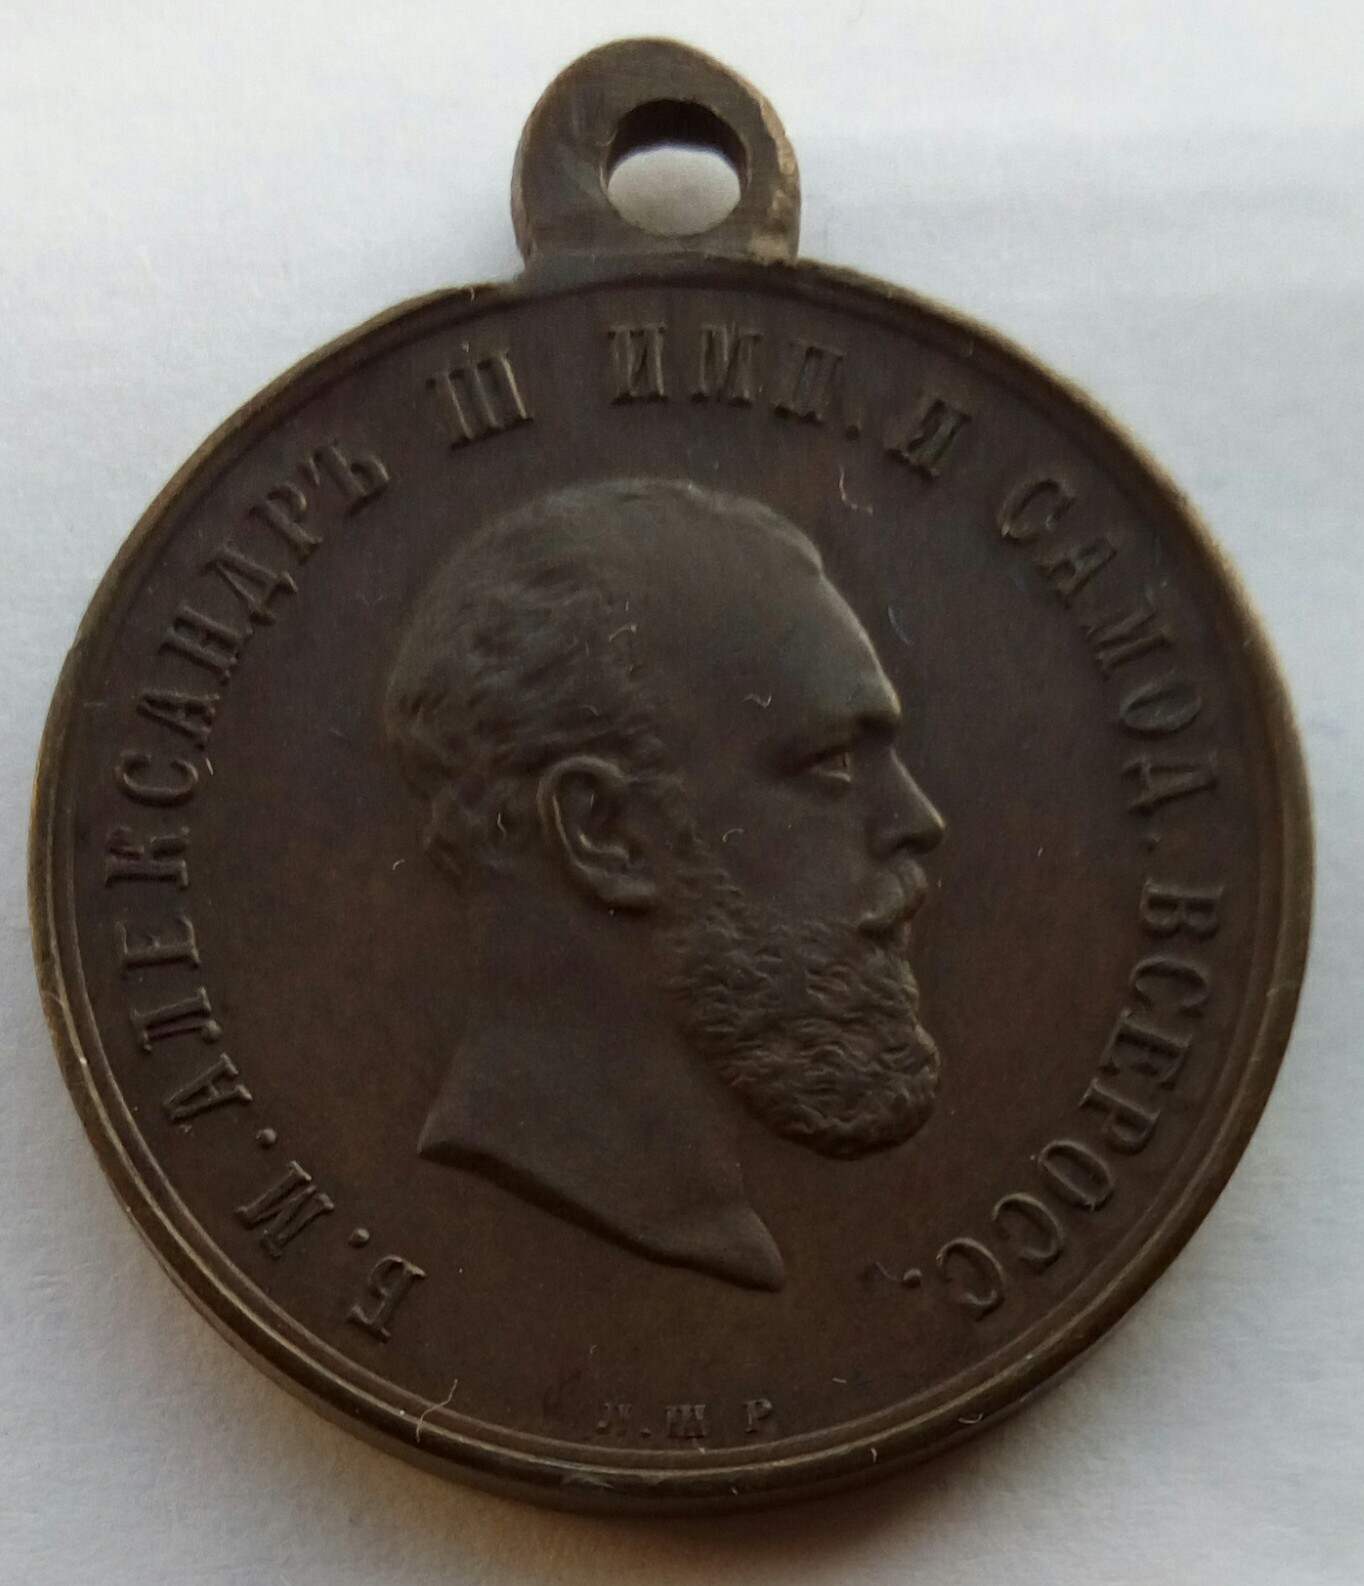 Б. М. АЛЕКСАНДРЪ III ИМП. И САМОД. ВСЕРОСС.
Л. Ш Р